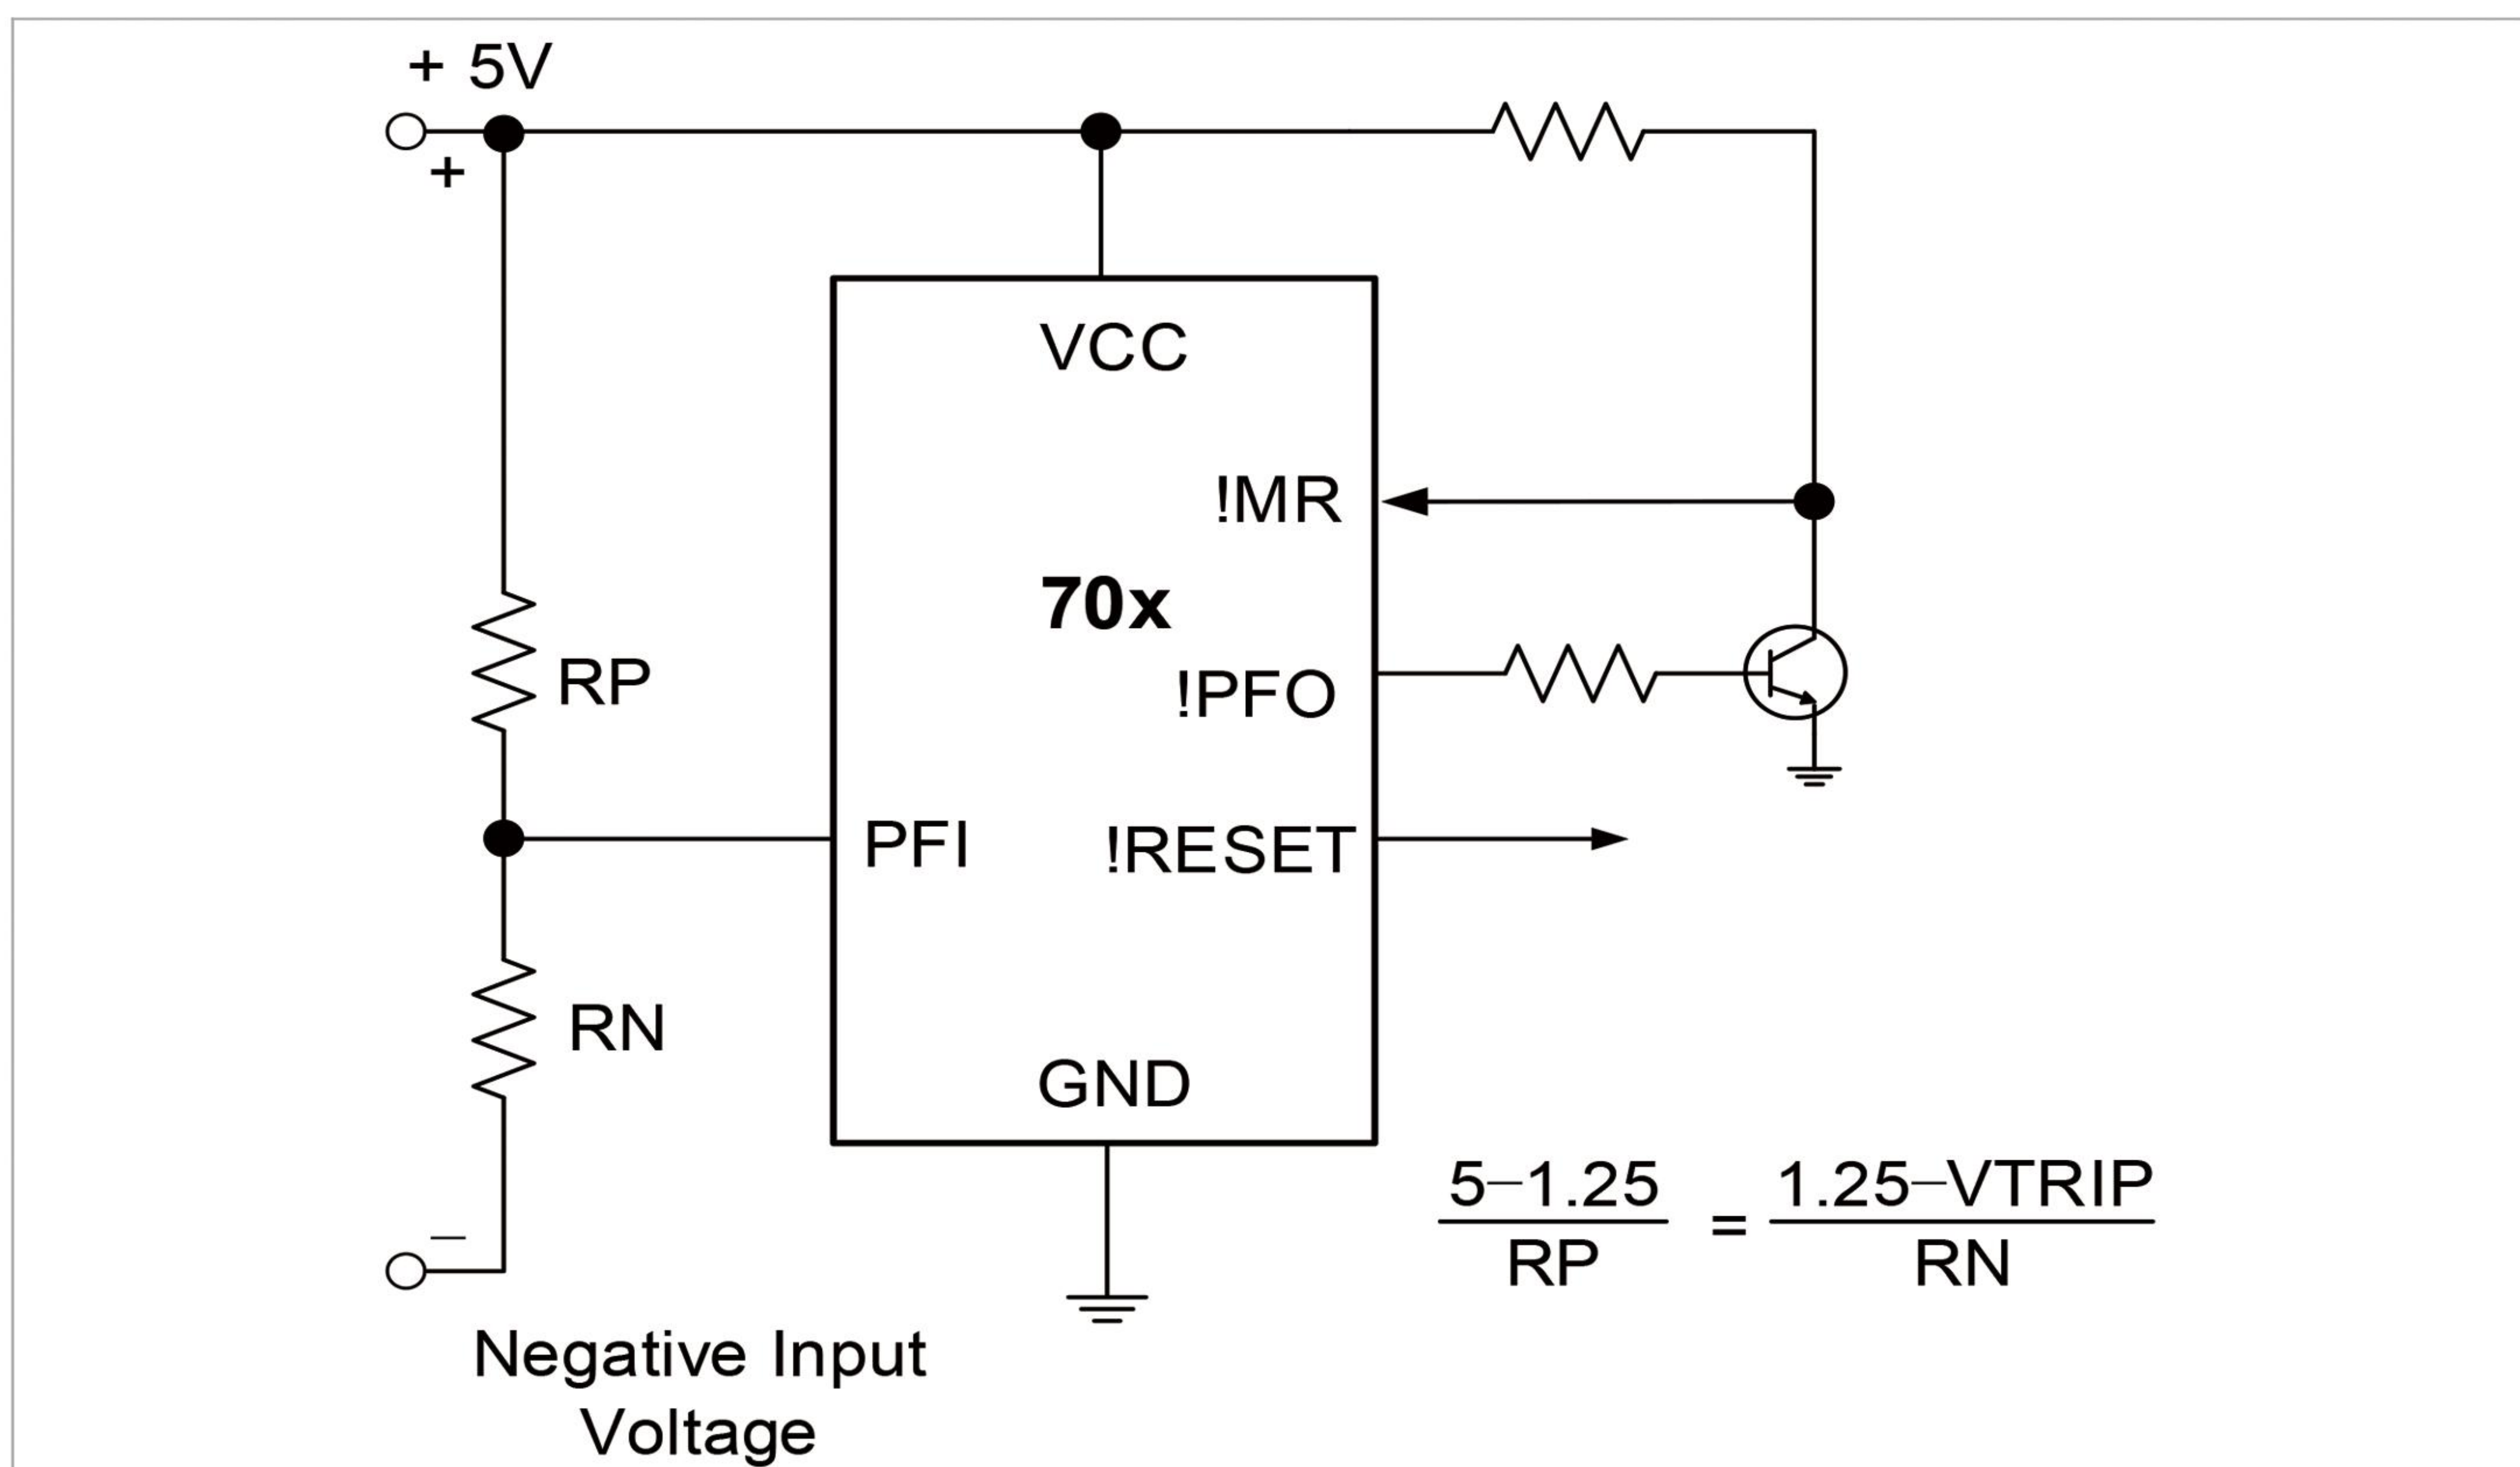 + 5V
+
VCC
!MR
70x
RP
!PFO
PFI
!RESET
RN
GND
5–1.25
RP
=
1.25–VTRIP
RN
–
Negative Input
Voltage